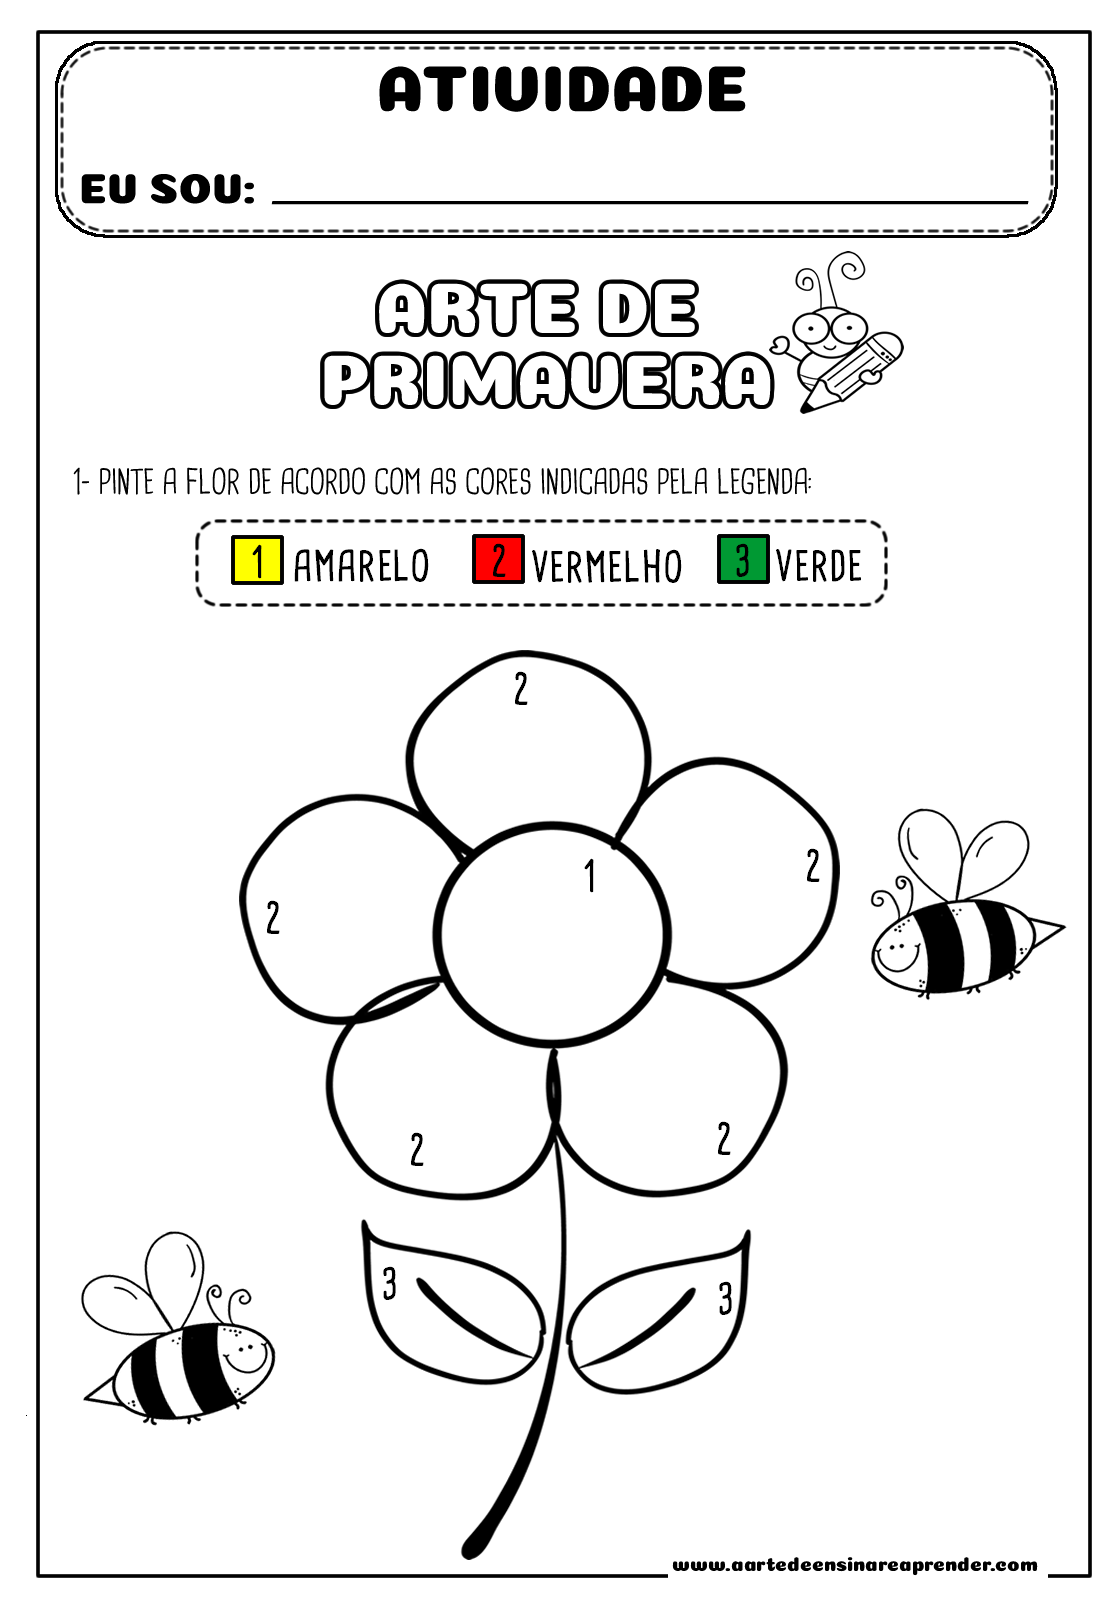 ATIVIDADE
EU SOU:
ARTE DE
PRIMAVERA
1- PINTE A FLOR DE ACORDO COM AS CORES INDICADAS PELA LEGENDA:
1 AMARELO 2 VERMELHO 3 VERDE
2
2
1
2
2
2
3
3
www.aartedeensinareaprender.com